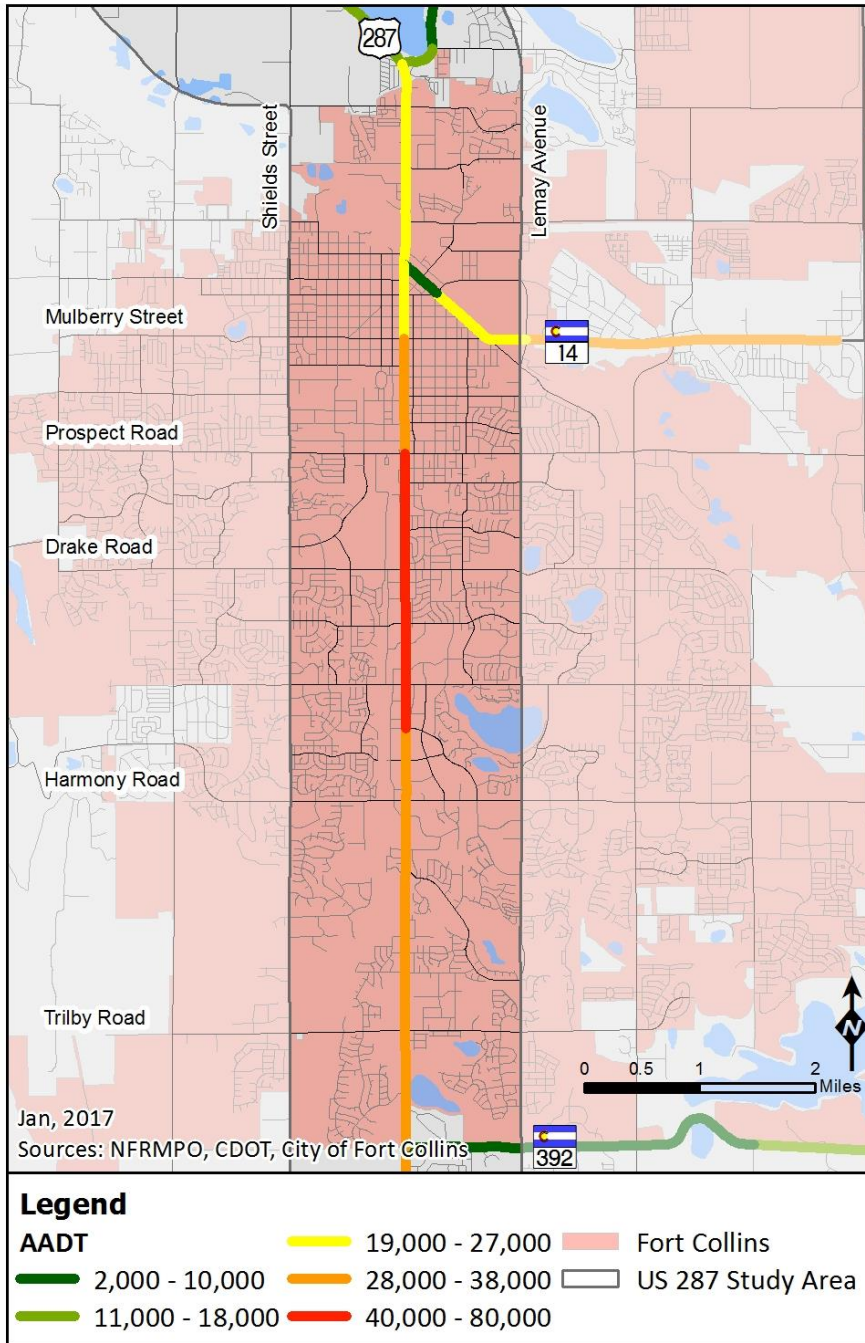 287
Shields Street
Lemay Avenue
Mulberry Street
14
Prospect Road
Drake Road
Harmony Road
Trilby Road
N
0 0.5 1 2
Miles
Jan, 2017
Sources: NFRMPO, CDOT, City of Fort Collins
392
Legend
AADT
2,000 - 10,000
11,000 - 18,000
19,000 - 27,000
28,000 - 38,000
40,000 - 80,000
Fort Collins
US 287 Study Area